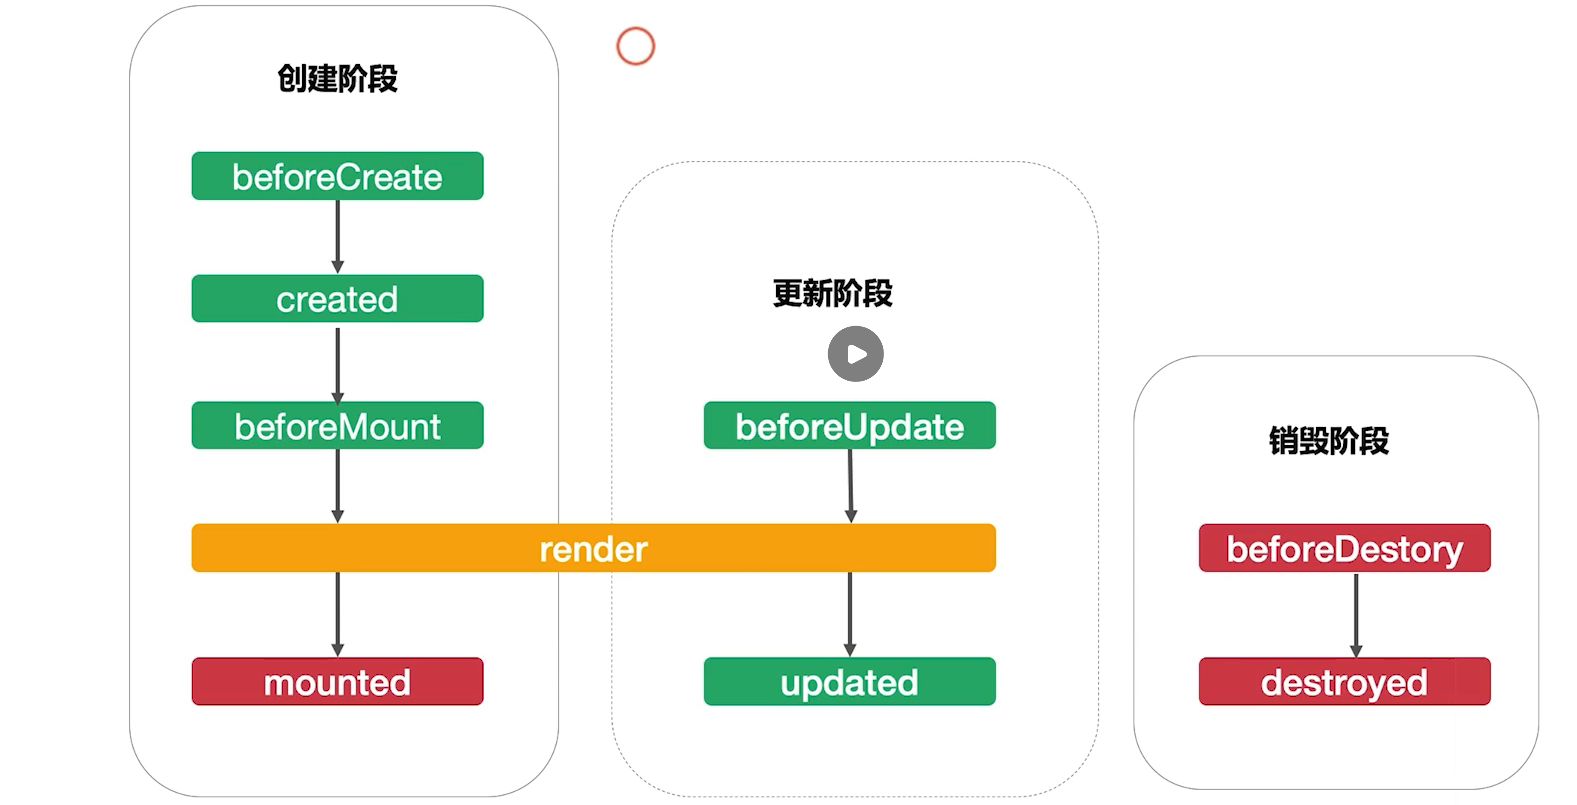 创建阶段
beforeCreate
created
beforeMount
render
mounted
更新阶段
beforeUpdate
updated
销毁阶段
beforeDestory
destroyed